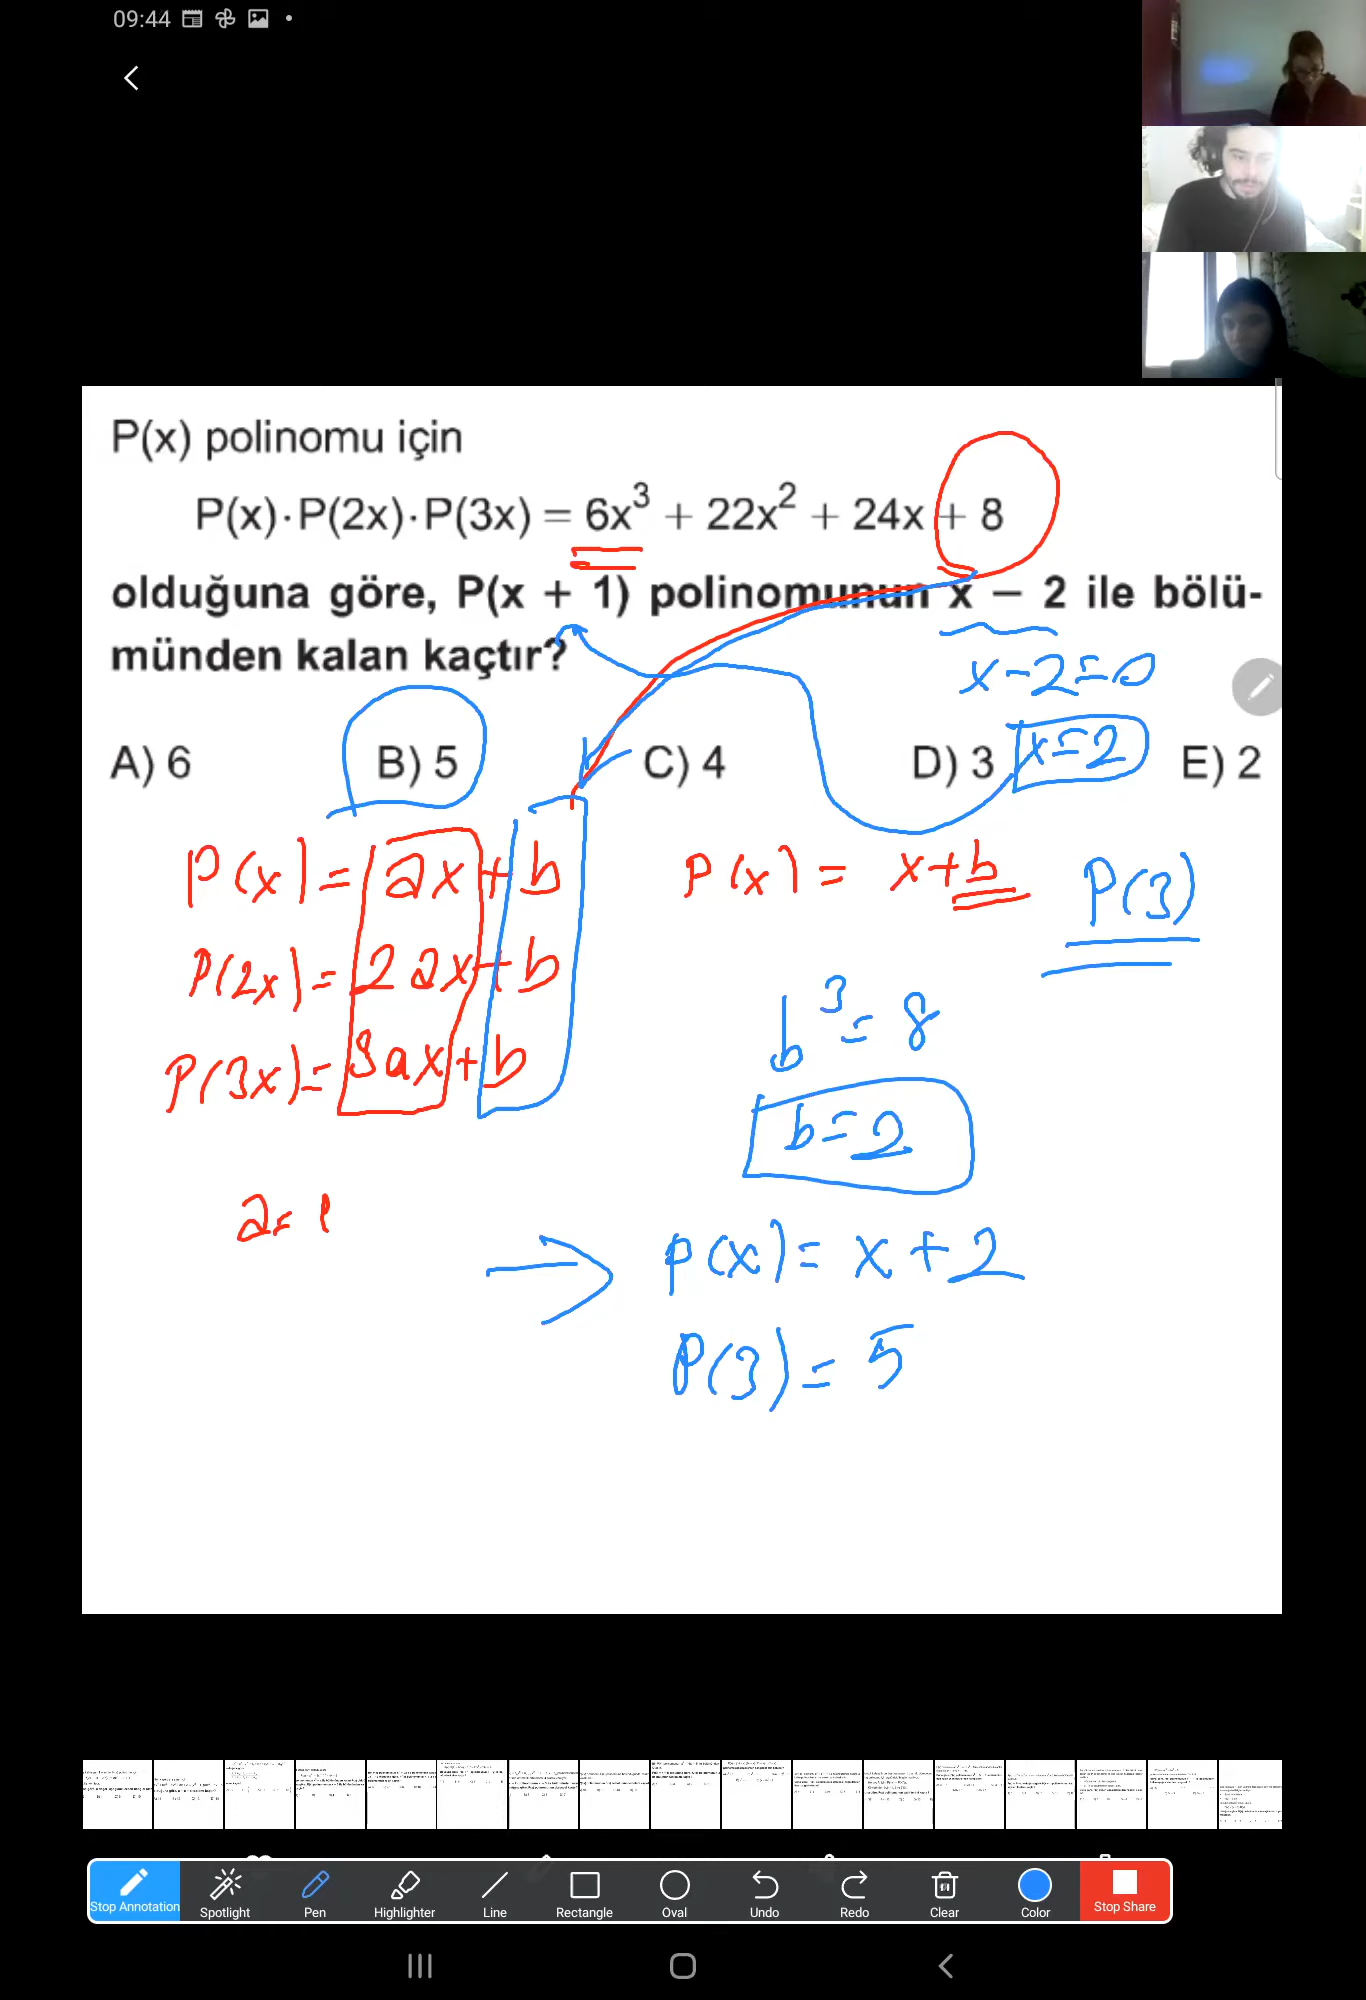 09:44
P(x) polinomu için
P(x)·P(2x)·P(3x) = 6x³ + 22x² + 24x + 8
olduğuna göre, P(x + 1) polinomunun x − 2 ile bölü-
münden kalan kaçtır?
x-2=0
A) 6 B) 5 C) 4 D) 3 E) 2
x=2
P(x)=ax+b
P(x)= x+b
P(3)
P(2x)=2ax+b
b³=8
P(3x)=3ax+b
b=2
a=1
P(x)= x+2
P(3)=5
Stop Annotation
Spotlight
Pen
Highlighter
Line
Rectangle
Oval
Undo
Redo
Clear
Color
Stop Share